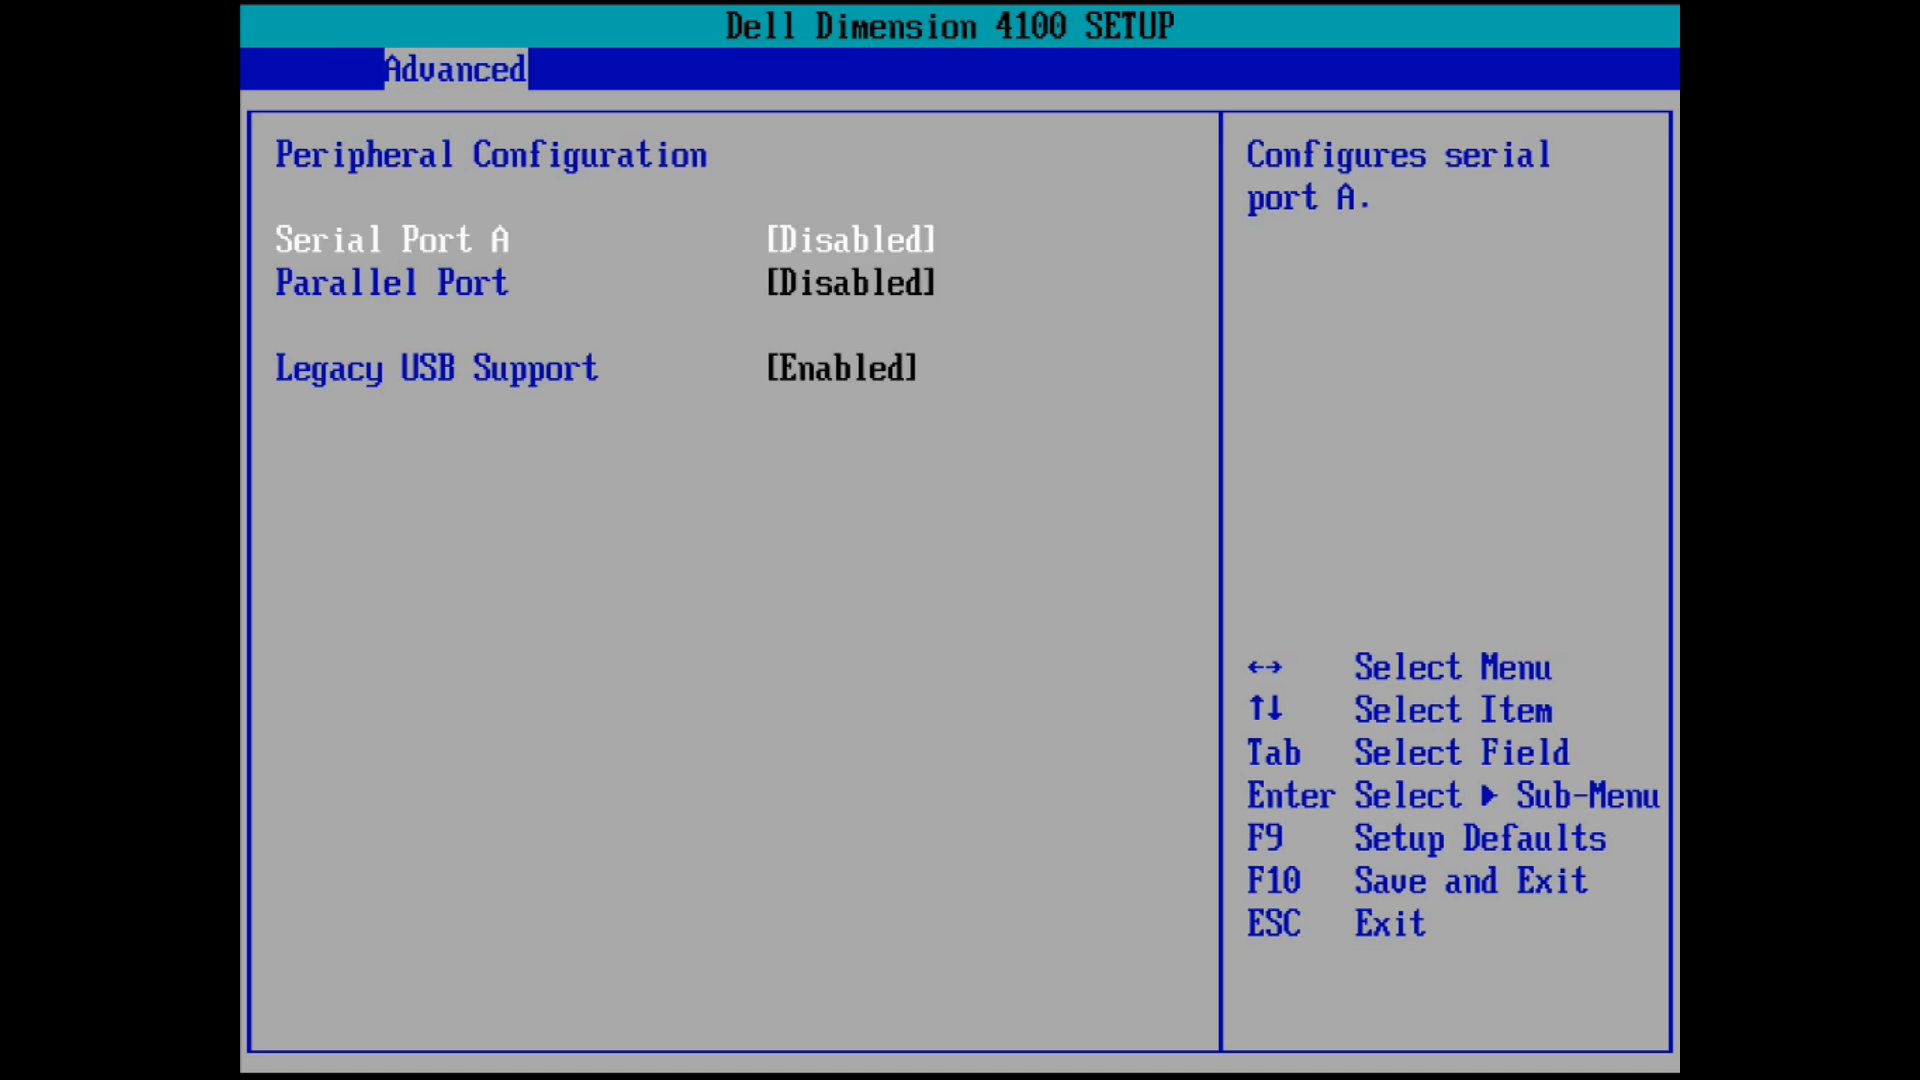 Dell Dimension 4100 SETUP
Advanced
Peripheral Configuration
Serial Port A [Disabled]
Parallel Port [Disabled]
Legacy USB Support [Enabled]
Configures serial
port A.
↔ Select Menu
↑↓ Select Item
Tab Select Field
Enter Select ▶ Sub-Menu
F9 Setup Defaults
F10 Save and Exit
ESC Exit